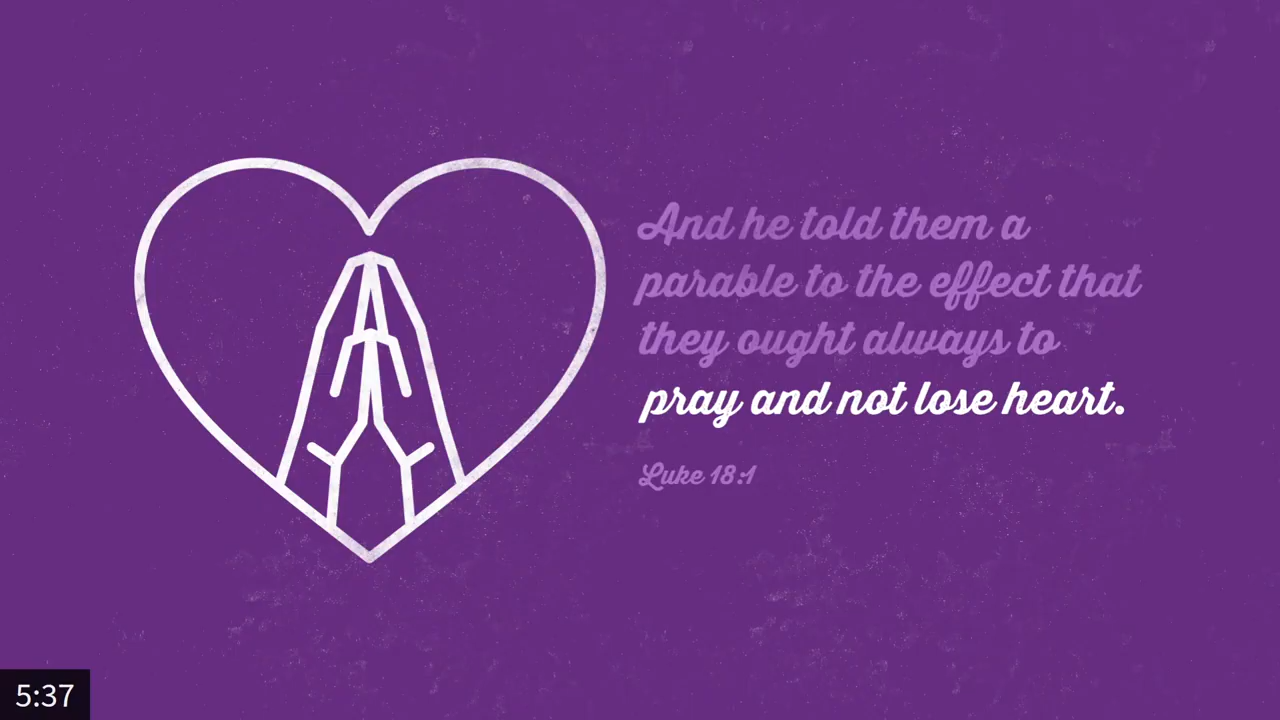 And he told them a
parable to the effect that
they ought always to
pray and not lose heart.
Luke 18:1
5:37